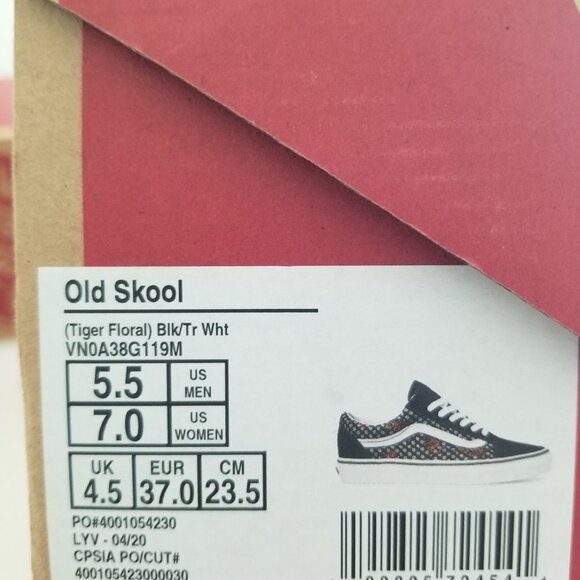 Old Skool
(Tiger Floral) Blk/Tr Wht
VN0A38G119M
5.5 US MEN
7.0 US WOMEN
UK EUR CM
4.5 37.0 23.5
PO#4001054230
LYV - 04/20
CPSIA PO/CUT#
400105423000030